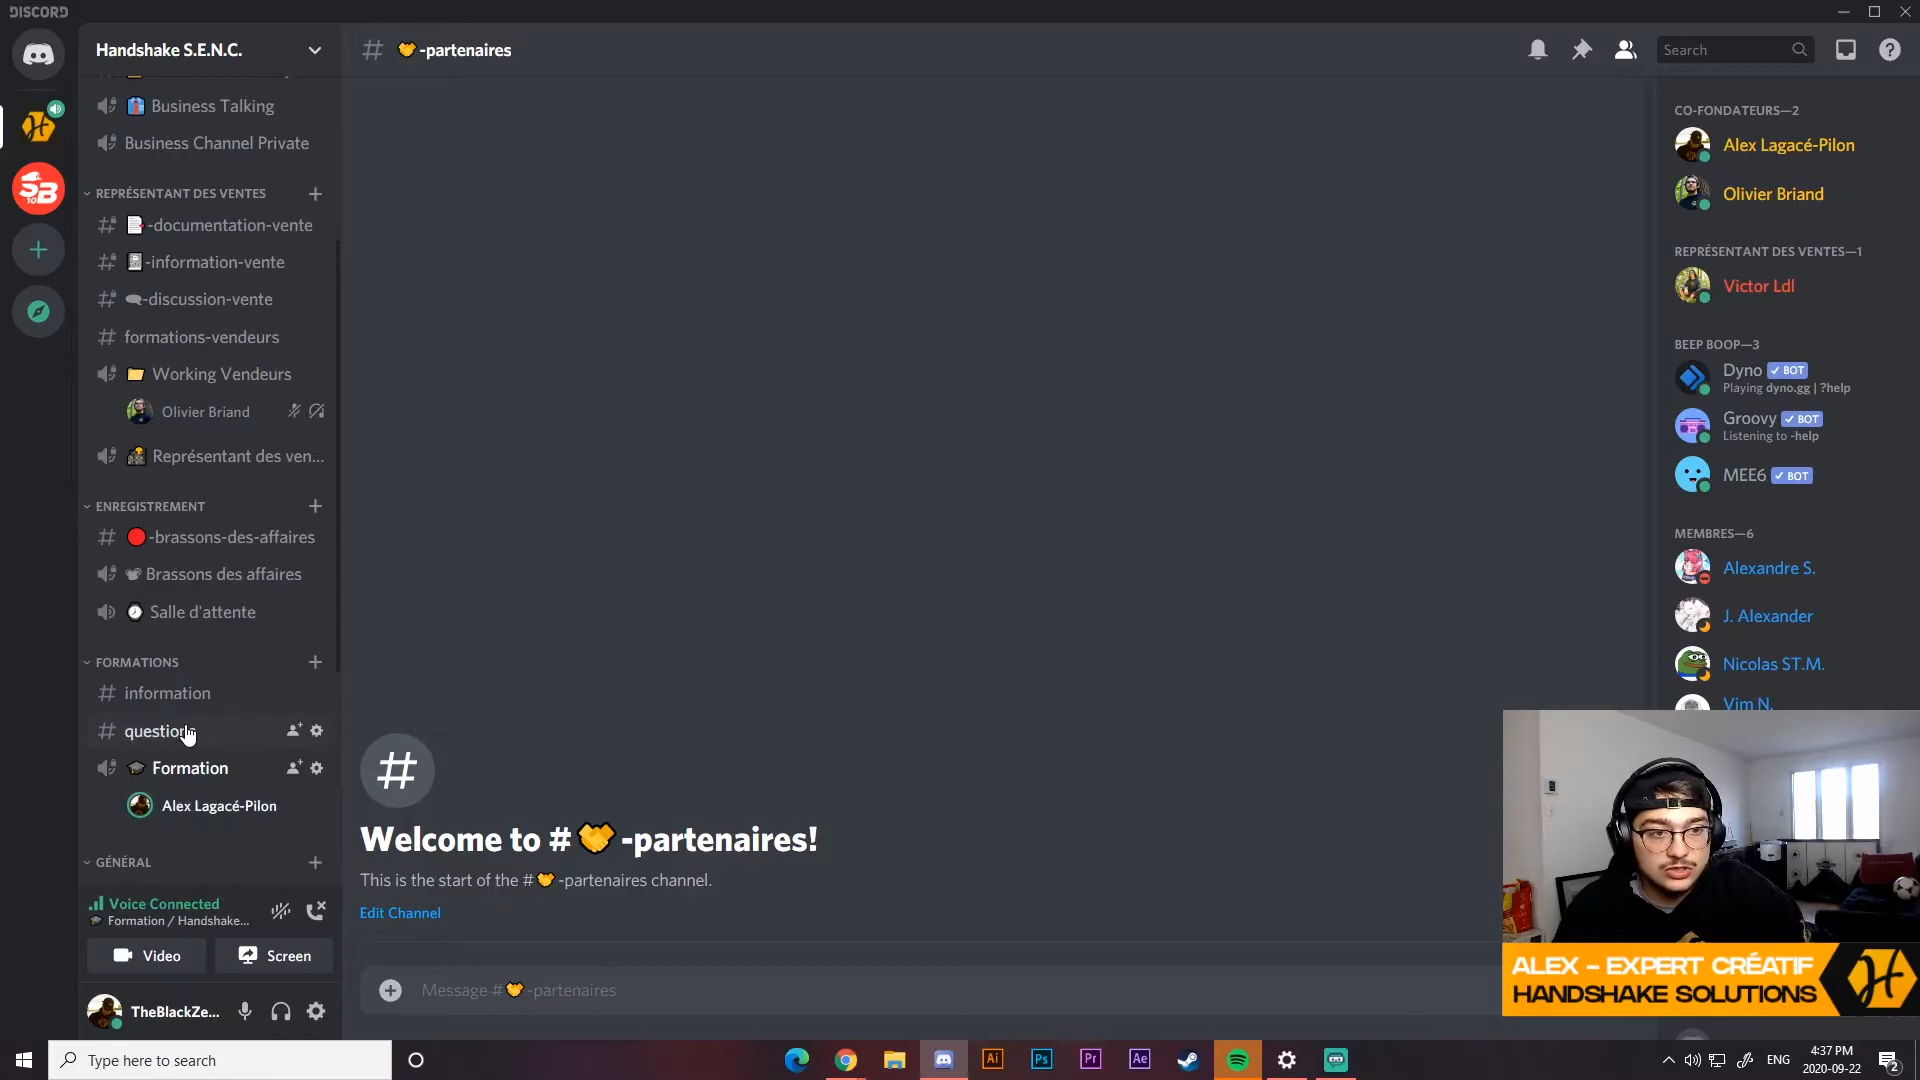 DISCORD
Handshake S.E.N.C.
-partenaires
Search
Business Talking
Business Channel Private
REPRÉSENTANT DES VENTES
-documentation-vente
-information-vente
-discussion-vente
formations-vendeurs
Working Vendeurs
Olivier Briand
Représentant des ven...
ENREGISTREMENT
-brassons-des-affaires
Brassons des affaires
Salle d'attente
FORMATIONS
information
Formation
Alex Lagacé-Pilon
GÉNÉRAL
Voice Connected
Formation / Handshake...
Video
Screen
TheBlackZe...
Welcome to # -partenaires!
This is the start of the # -partenaires channel.
Edit Channel
Message # -partenaires
CO-FONDATEURS—2
Alex Lagacé-Pilon
Olivier Briand
REPRÉSENTANT DES VENTES—1
Victor Ldl
BEEP BOOP—3
Dyno ✓ BOT
Playing dyno.gg | ?help
Groovy ✓ BOT
Listening to -help
MEE6 ✓ BOT
MEMBRES—6
Alexandre S.
J. Alexander
Nicolas ST.M.
Vim N.
ALEX - EXPERT CRÉATIF
HANDSHAKE SOLUTIONS
Type here to search
Ai
Ps
Pr
Ae
ENG
4:37 PM
2020-09-22
2